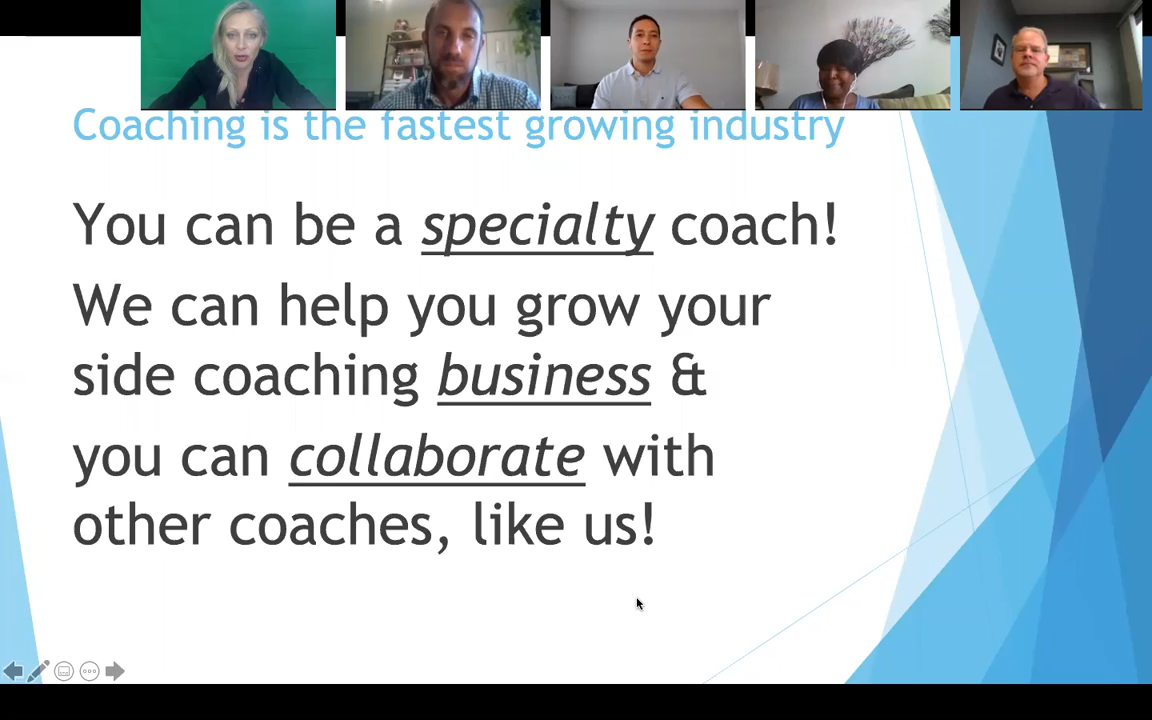 Coaching is the fastest growing industry
You can be a specialty coach!
We can help you grow your
side coaching business &
you can collaborate with
other coaches, like us!